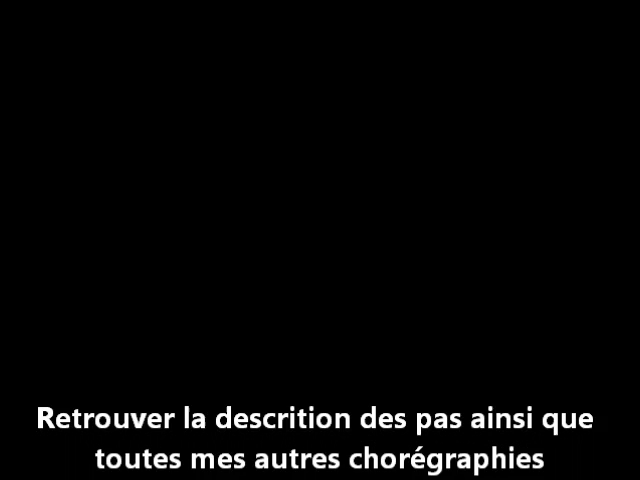 Retrouver la descrition des pas ainsi que
toutes mes autres chorégraphies